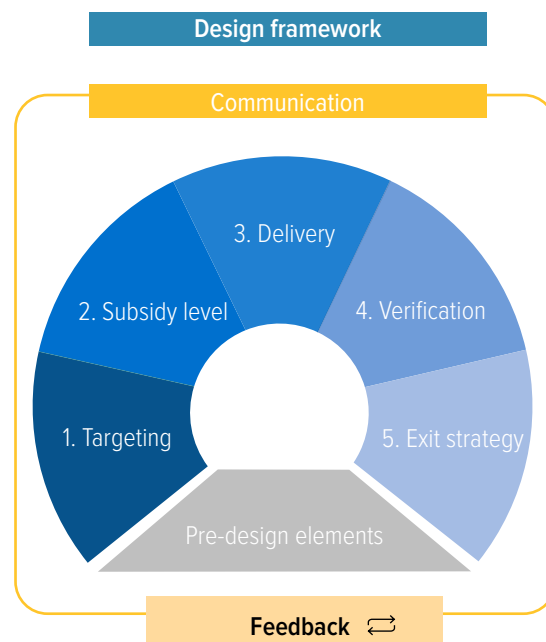 Design framework
Communication
3. Delivery
2. Subsidy level
4. Verification
1. Targeting
5. Exit strategy
Pre-design elements
Feedback